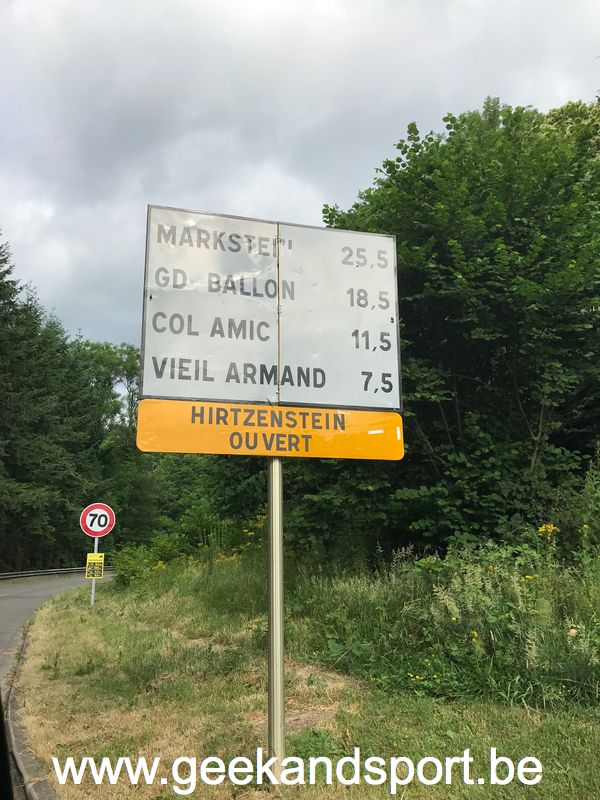 MARKSTEIN 25,5
GD. BALLON 18,5
COL AMIC 11,5
VIEIL ARMAND 7,5
HIRTZENSTEIN
OUVERT
70
www.geekandsport.be